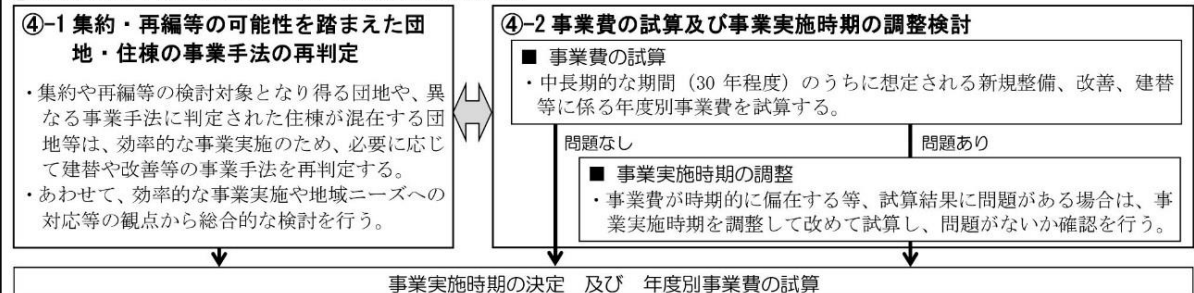 ④-1 集約・再編等の可能性を踏まえた団
地・住棟の事業手法の再判定
・集約や再編等の検討対象となり得る団地や、異
なる事業手法に判定された住棟が混在する団
地等は、効率的な事業実施のため、必要に応じ
て建替や改善等の事業手法を再判定する。
・あわせて、効率的な事業実施や地域ニーズへの
対応等の観点から総合的な検討を行う。
④-2 事業費の試算及び事業実施時期の調整検討
■ 事業費の試算
・中長期的な期間（30 年程度）のうちに想定される新規整備、改善、建替
等に係る年度別事業費を試算する。
問題なし
問題あり
■ 事業実施時期の調整
・事業費が時期的に偏在する等、試算結果に問題がある場合は、事
業実施時期を調整して改めて試算し、問題がないか確認を行う。
事業実施時期の決定　及び　年度別事業費の試算